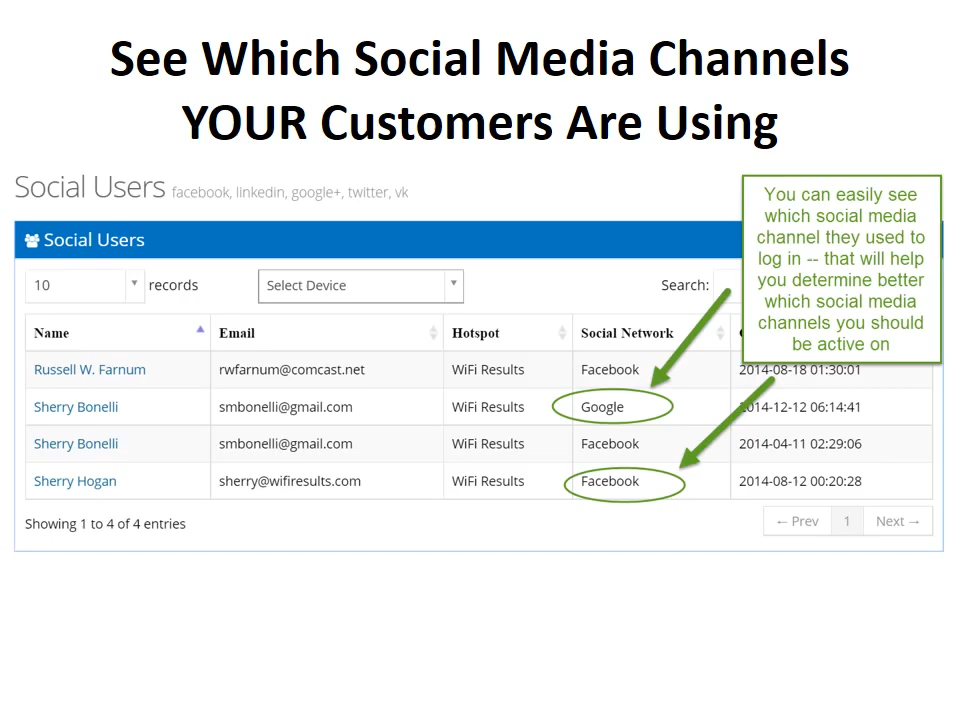 See Which Social Media Channels
YOUR Customers Are Using
Social Users facebook, linkedin, google+, twitter, vk
You can easily see
which social media
channel they used to
log in -- that will help
you determine better
which social media
channels you should
be active on
Social Users
10 records Select Device Search:
Name Email Hotspot Social Network
Russell W. Farnum rwfarnum@comcast.net WiFi Results Facebook 2014-08-18 01:30:01
Sherry Bonelli smbonelli@gmail.com WiFi Results Google 2014-12-12 06:14:41
Sherry Bonelli smbonelli@gmail.com WiFi Results Facebook 2014-04-11 02:29:06
Sherry Hogan sherry@wifiresults.com WiFi Results Facebook 2014-08-12 00:20:28
Showing 1 to 4 of 4 entries
← Prev 1 Next →